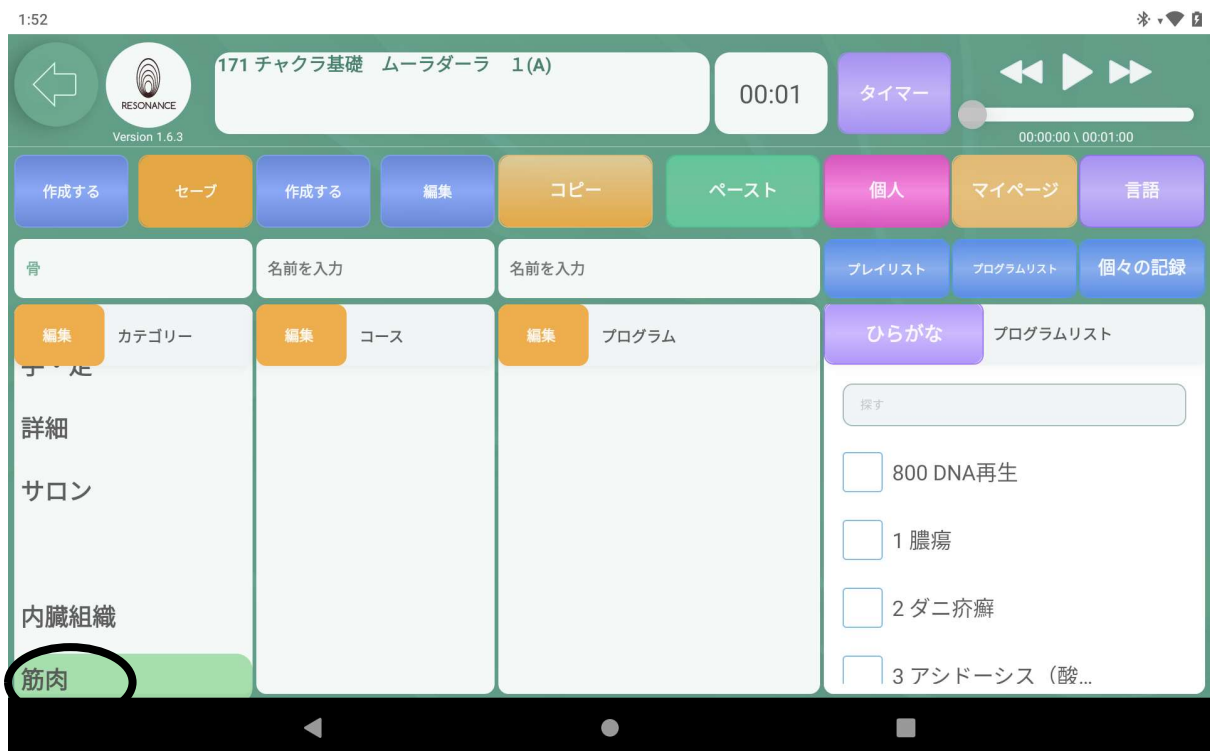 1:52
RESONANCE
Version 1.6.3
171 チャクラ基礎　ムーラダーラ　１(A)
00:01
タイマー
00:00:00 \ 00:01:00
作成する
セーブ
作成する
編集
コピー
ペースト
個人
マイページ
言語
骨
名前を入力
名前を入力
プレイリスト
プログラムリスト
個々の記録
編集
カテゴリー
編集
コース
編集
プログラム
ひらがな
プログラムリスト
手・足
詳細
サロン
内臓組織
筋肉
探す
800 DNA再生
1 膿瘍
2 ダニ疥癬
3 アシドーシス（酸...